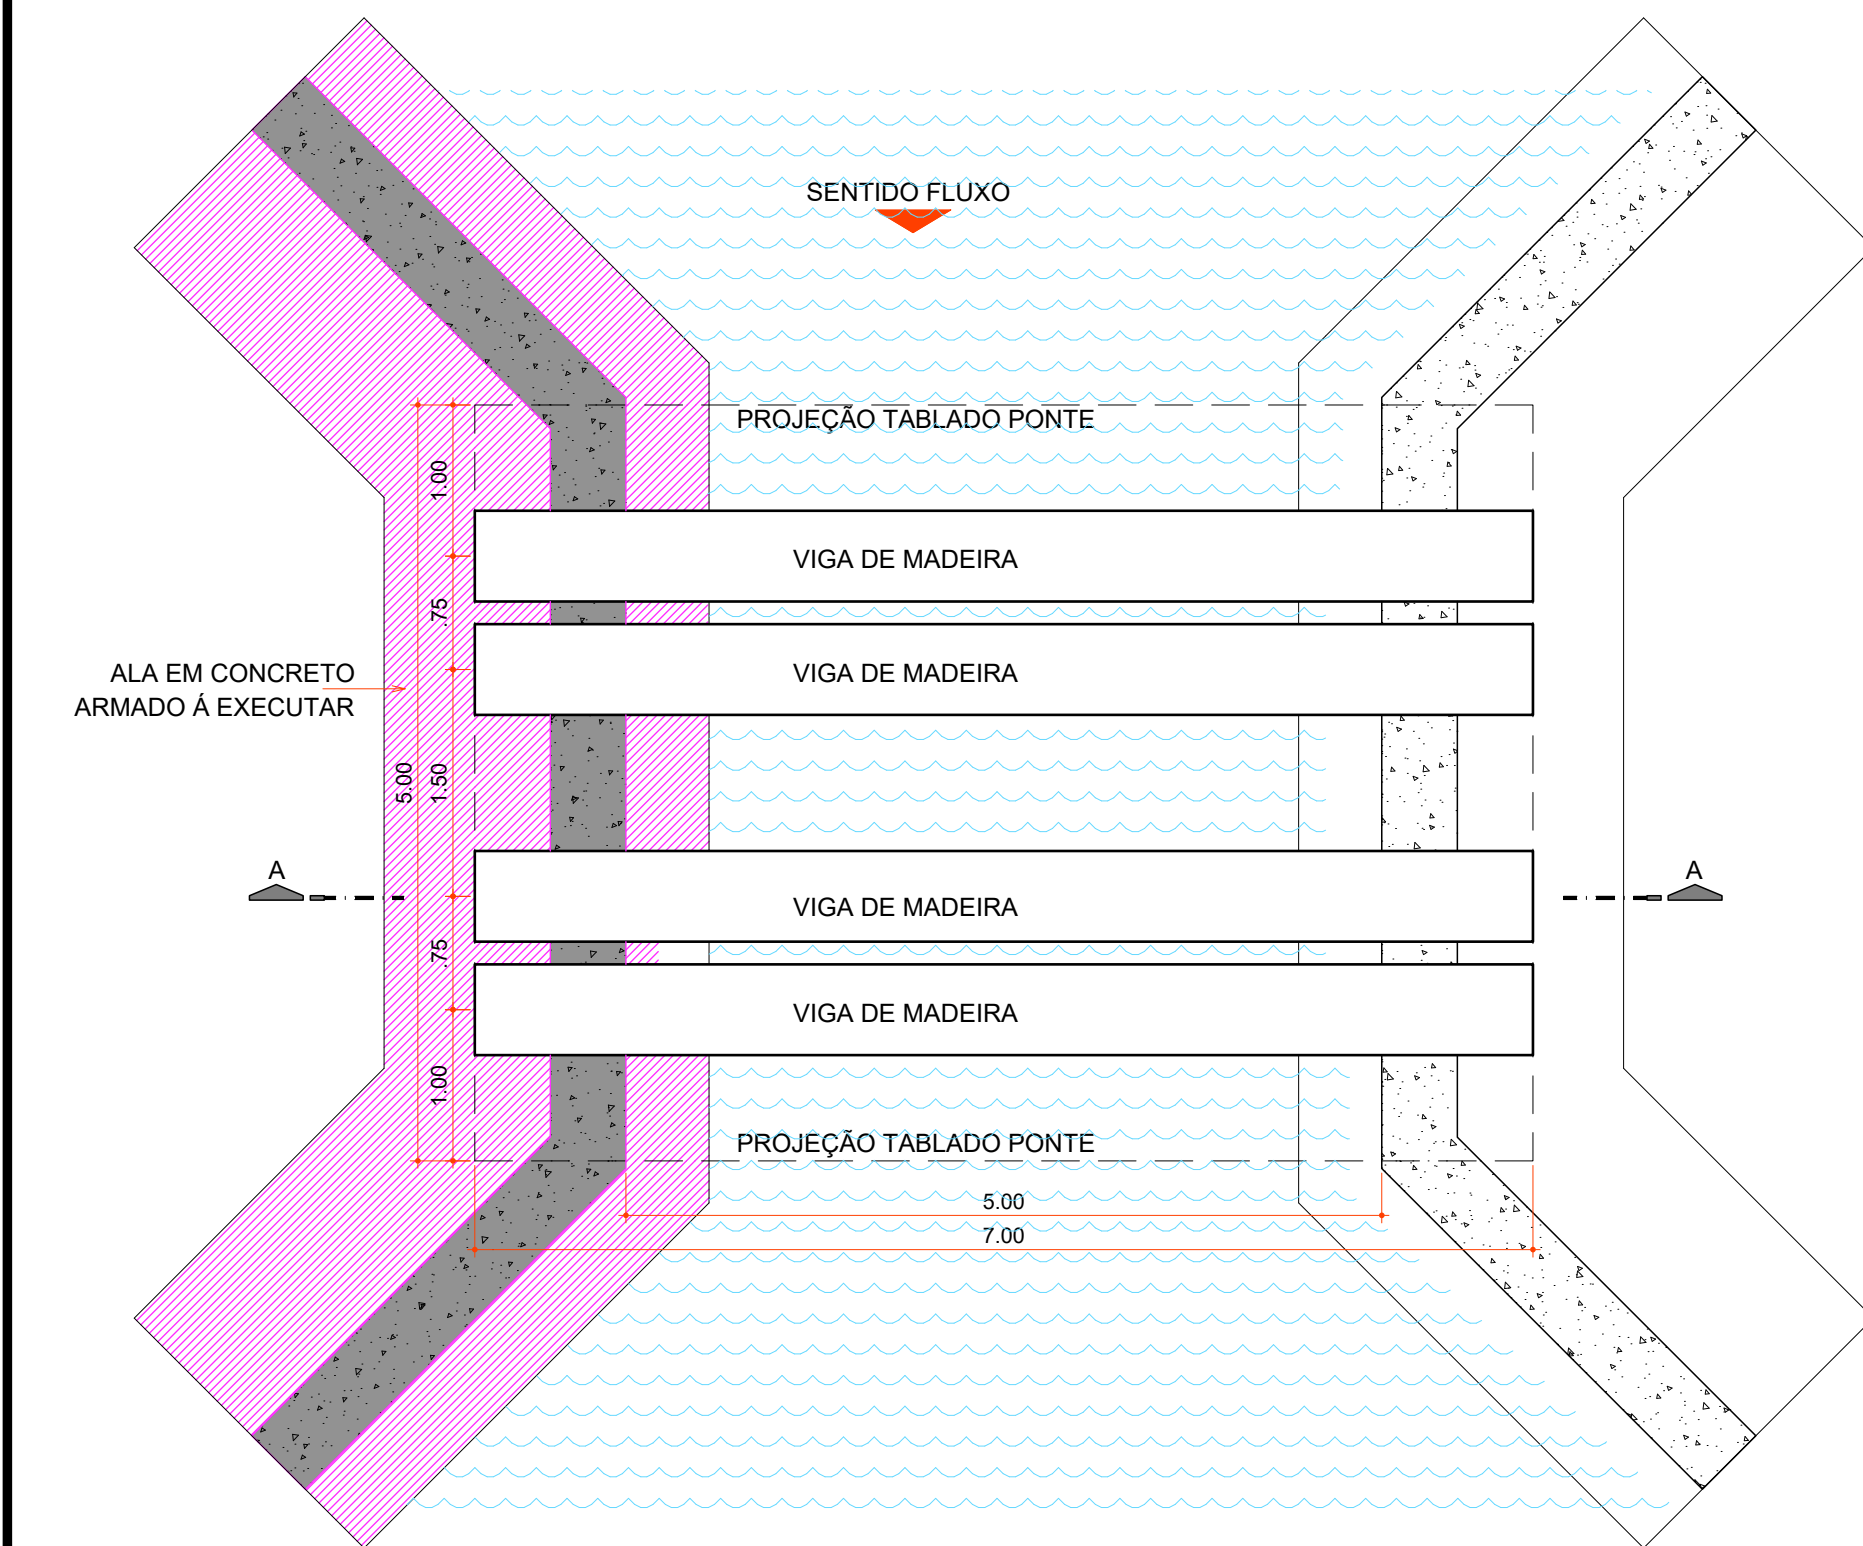 SENTIDO FLUXO
PROJEÇÃO TABLADO PONTE
1.00
VIGA DE MADEIRA
.75
VIGA DE MADEIRA
ALA EM CONCRETO
ARMADO Á EXECUTAR
5.00
1.50
A
A
VIGA DE MADEIRA
.75
VIGA DE MADEIRA
1.00
PROJEÇÃO TABLADO PONTE
5.00
7.00